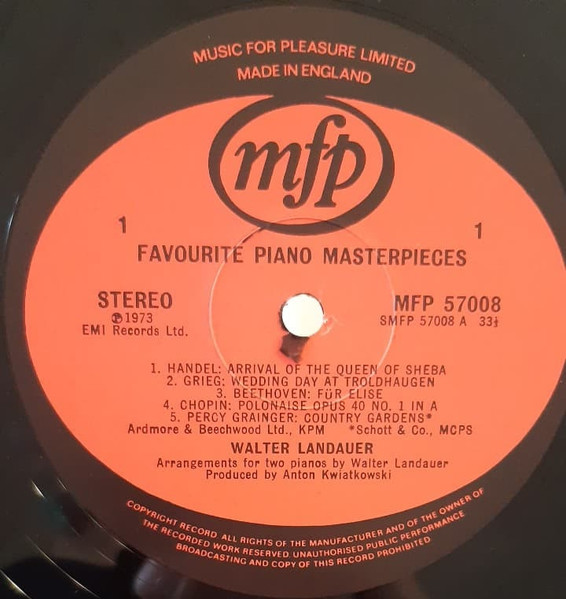 MUSIC FOR PLEASURE LIMITED
MADE IN ENGLAND
mfp
1 1
FAVOURITE PIANO MASTERPIECES
STEREO MFP 57008
℗1973 SMFP 57008 A 33⅓
EMI Records Ltd.
1. HANDEL: ARRIVAL OF THE QUEEN OF SHEBA
2. GRIEG: WEDDING DAY AT TROLDHAUGEN
3. BEETHOVEN: FüR ELISE
4. CHOPIN: POLONAISE OPUS 40 NO. 1 IN A
5. PERCY GRAINGER: COUNTRY GARDENS*
Ardmore & Beechwood Ltd., KPM *Schott & Co., MCPS
WALTER LANDAUER
Arrangements for two pianos by Walter Landauer
Produced by Anton Kwiatkowski
COPYRIGHT RECORD ALL RIGHTS OF THE MANUFACTURER AND OF THE OWNER OF
THE RECORDED WORK RESERVED UNAUTHORISED PUBLIC PERFORMANCE
BROADCASTING AND COPY OF THIS RECORD PROHIBITED